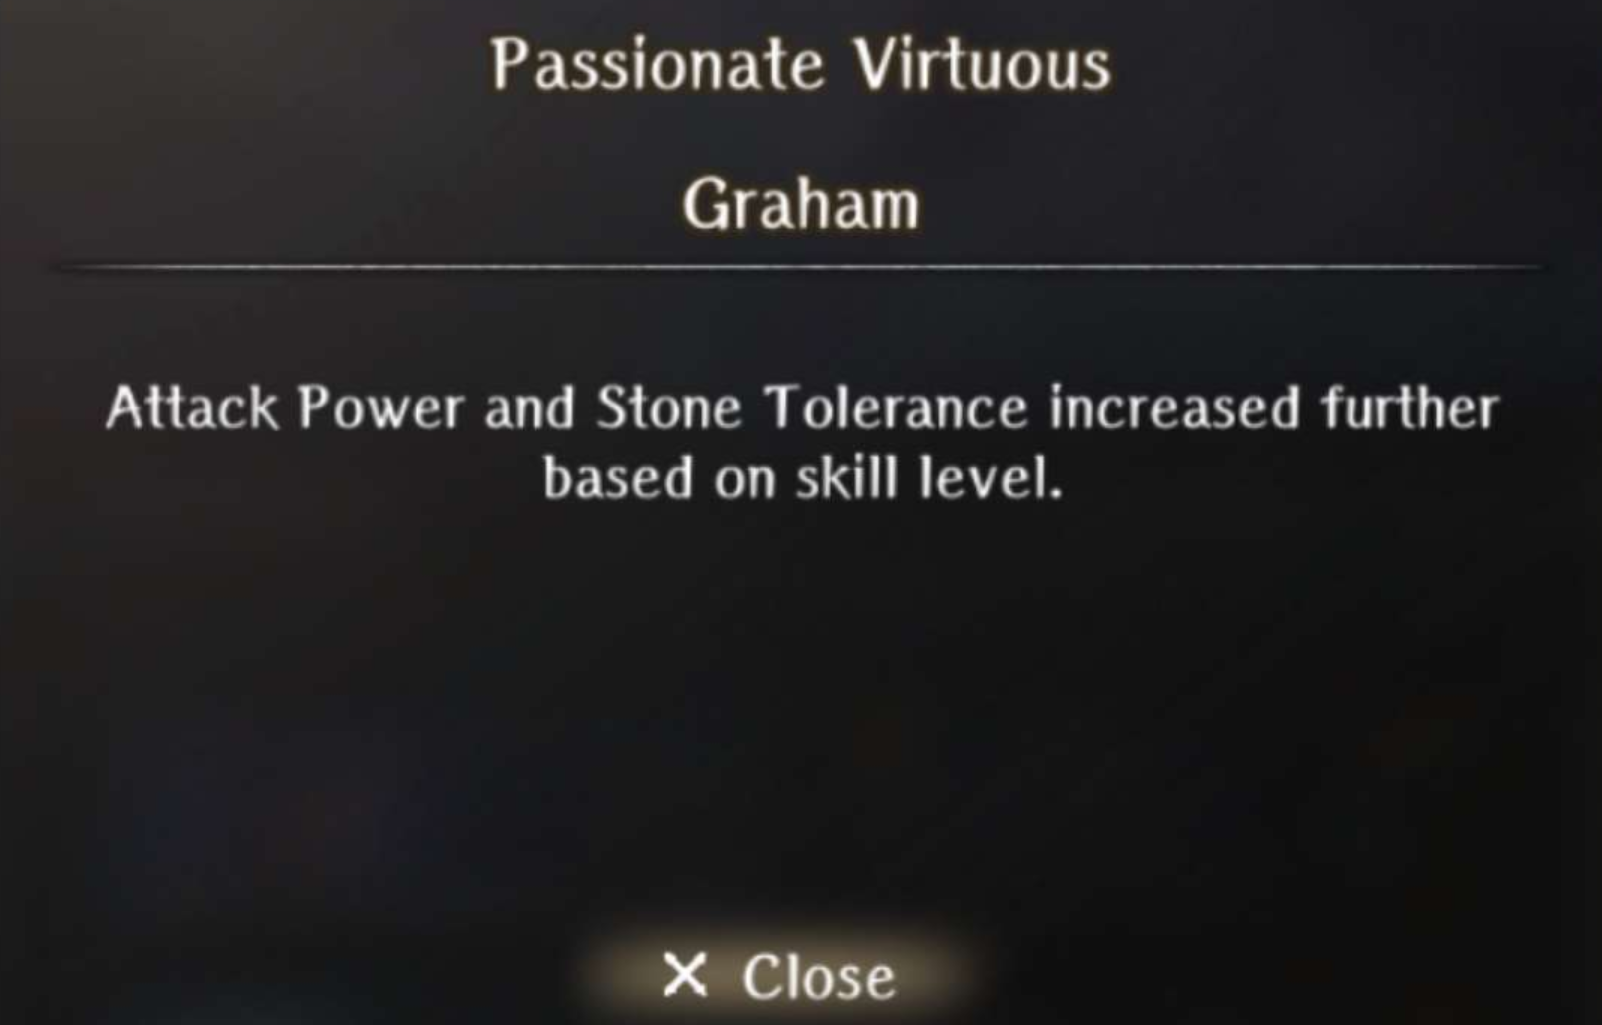 Passionate Virtuous
Graham
Attack Power and Stone Tolerance increased further
based on skill level.
X Close